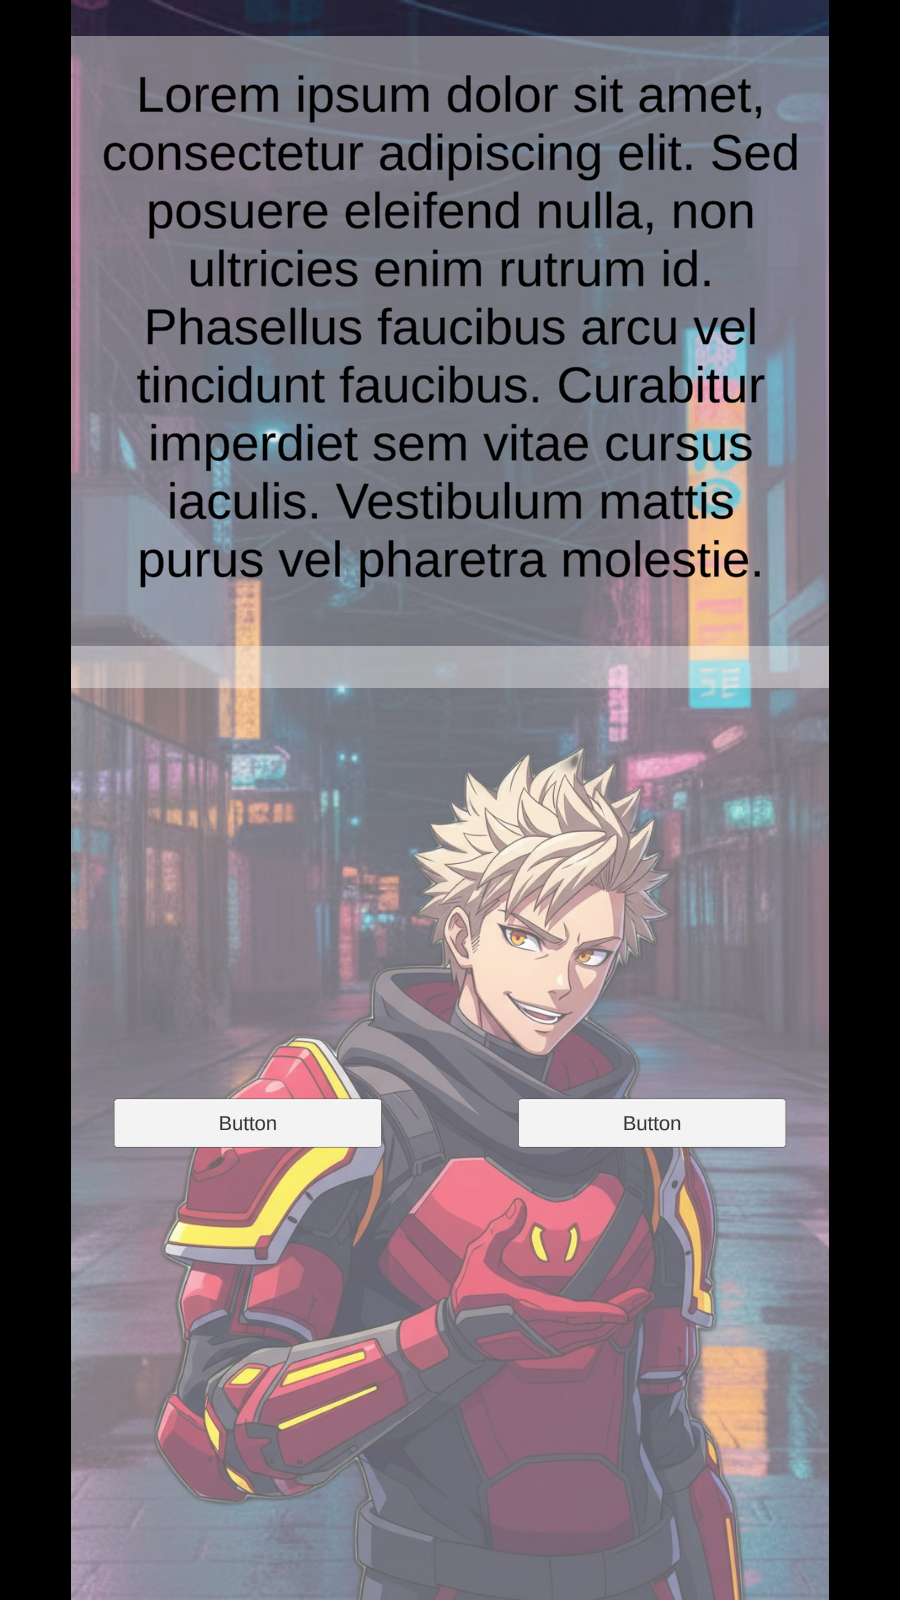 Lorem ipsum dolor sit amet,
consectetur adipiscing elit. Sed
posuere eleifend nulla, non
ultricies enim rutrum id.
Phasellus faucibus arcu vel
tincidunt faucibus. Curabitur
imperdiet sem vitae cursus
iaculis. Vestibulum mattis
purus vel pharetra molestie.
Button
Button